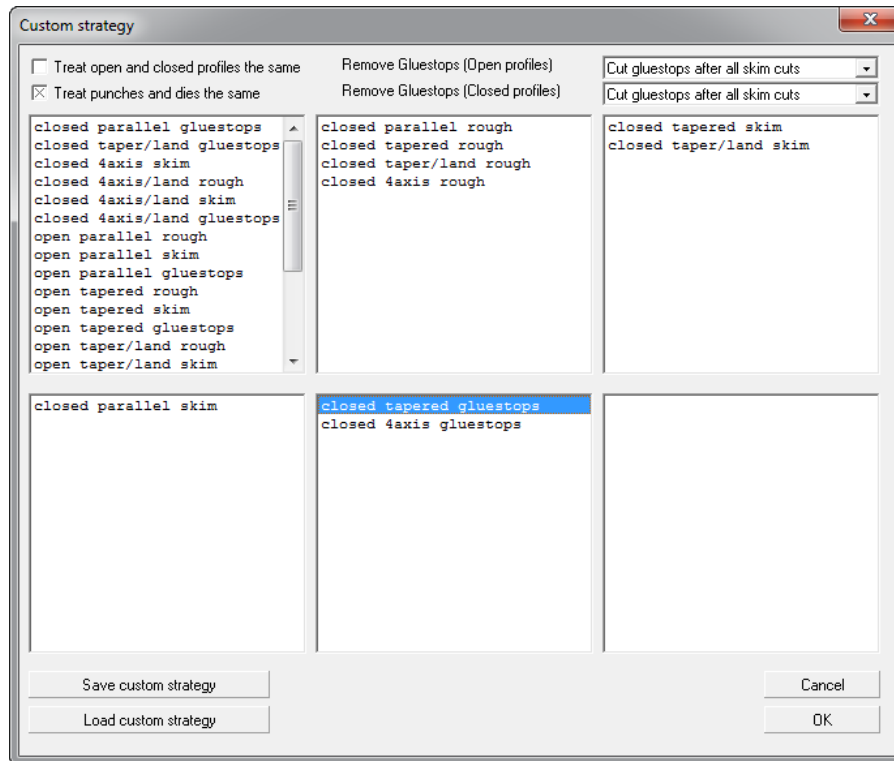 Custom strategy
Treat open and closed profiles the same
Remove Gluestops (Open profiles)
Cut gluestops after all skim cuts
Treat punches and dies the same
Remove Gluestops (Closed profiles)
Cut gluestops after all skim cuts
closed parallel gluestops
closed taper/land gluestops
closed 4axis skim
closed 4axis/land rough
closed 4axis/land skim
closed 4axis/land gluestops
open parallel rough
open parallel skim
open parallel gluestops
open tapered rough
open tapered skim
open tapered gluestops
open taper/land rough
open taper/land skim
closed parallel rough
closed tapered rough
closed taper/land rough
closed 4axis rough
closed tapered skim
closed taper/land skim
closed parallel skim
closed tapered gluestops
closed 4axis gluestops
Save custom strategy
Cancel
Load custom strategy
OK